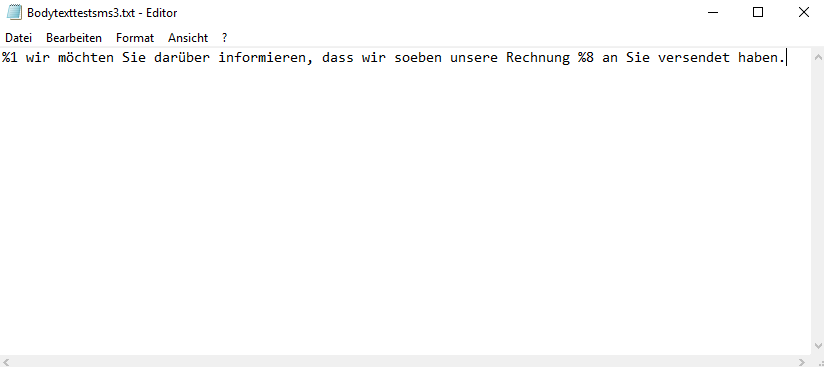 Bodytexttestsms3.txt - Editor
Datei Bearbeiten Format Ansicht ?
%1 wir möchten Sie darüber informieren, dass wir soeben unsere Rechnung %8 an Sie versendet haben.